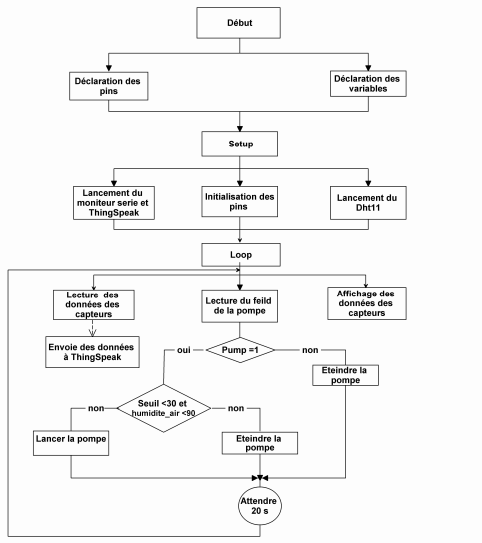 Début
Déclaration des
pins
Déclaration des
variables
Setup
Lancement du
moniteur serie et
ThingSpeak
Initialisation des
pins
Lancement du
Dht11
Loop
Lecture des
données des
capteurs
Lecture du feild
de la pompe
Affichage des
données des
capteurs
Envoie des données
à ThingSpeak
oui
Pump =1
non
Eteindre la
pompe
Seuil <30 et
humidite_air <90
non
non
Lancer la pompe
Eteindre la
pompe
Attendre
20 s